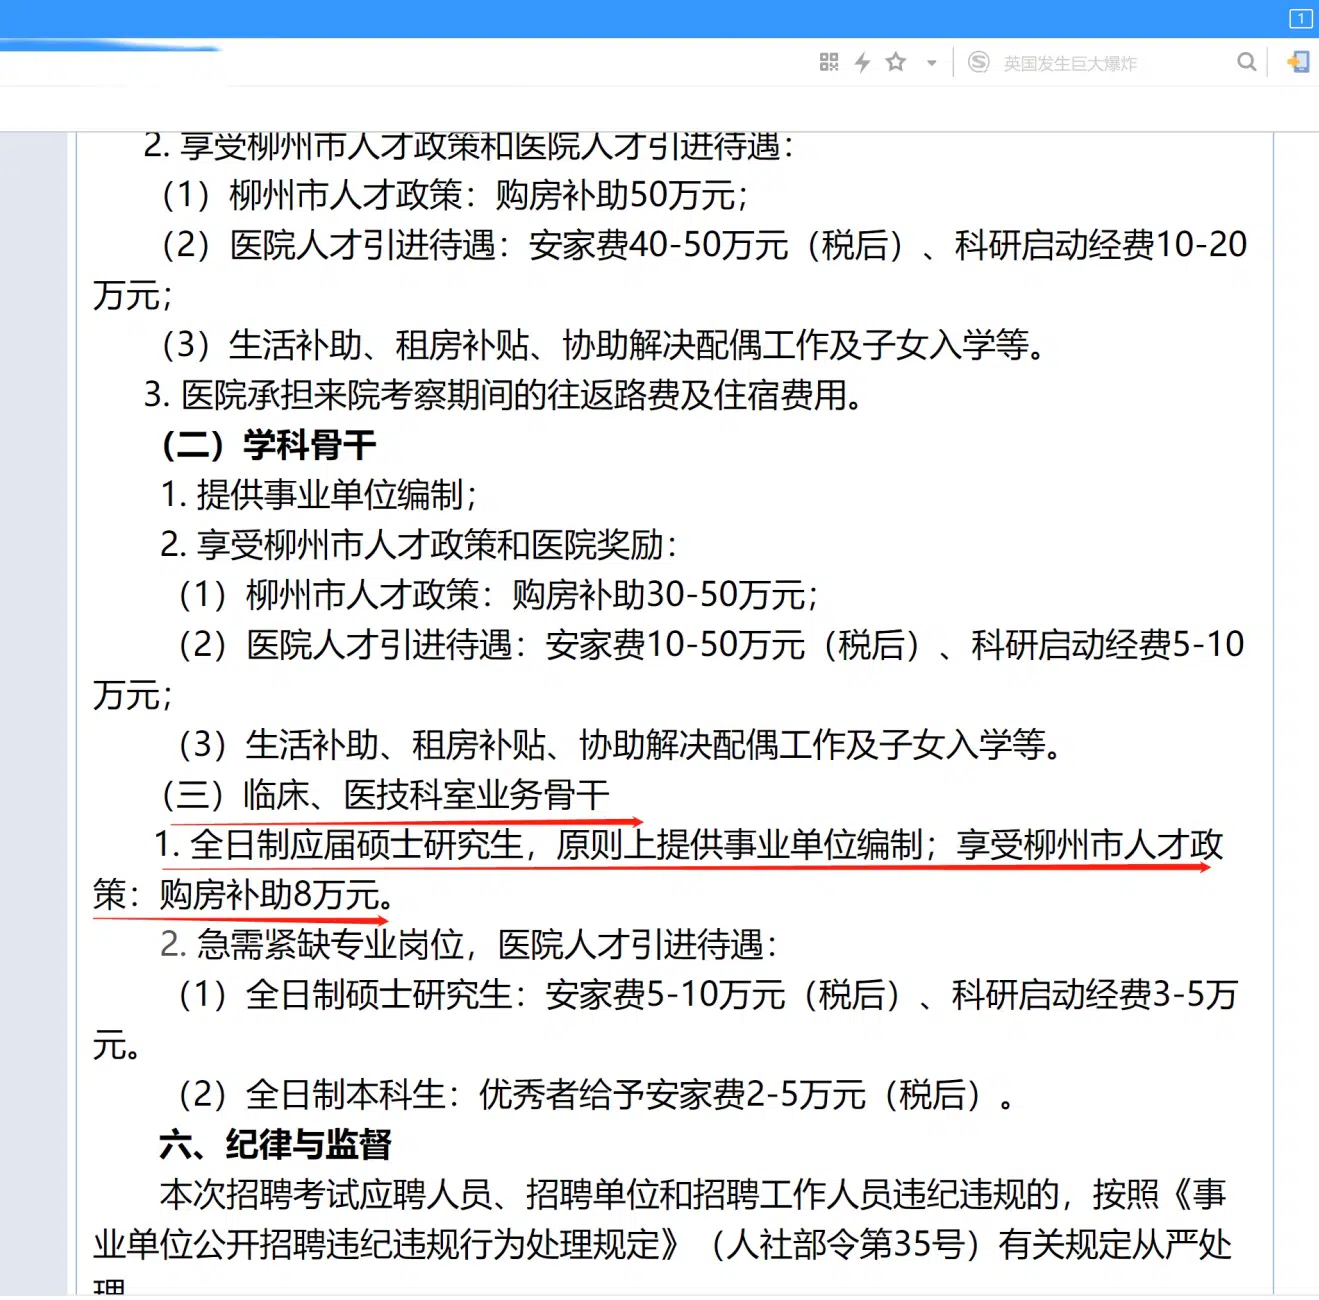 1
英国发生巨大爆炸
2. 享受柳州市人才政策和医院人才引进待遇：
（1）柳州市人才政策：购房补助50万元；
（2）医院人才引进待遇：安家费40-50万元（税后）、科研启动经费10-20
万元；
（3）生活补助、租房补贴、协助解决配偶工作及子女入学等。
3. 医院承担来院考察期间的往返路费及住宿费用。
（二）学科骨干
1. 提供事业单位编制；
2. 享受柳州市人才政策和医院奖励：
（1）柳州市人才政策：购房补助30-50万元；
（2）医院人才引进待遇：安家费10-50万元（税后）、科研启动经费5-10
万元；
（3）生活补助、租房补贴、协助解决配偶工作及子女入学等。
（三）临床、医技科室业务骨干
1. 全日制应届硕士研究生，原则上提供事业单位编制；享受柳州市人才政
策：购房补助8万元。
2. 急需紧缺专业岗位，医院人才引进待遇：
（1）全日制硕士研究生：安家费5-10万元（税后）、科研启动经费3-5万
元。
（2）全日制本科生：优秀者给予安家费2-5万元（税后）。
六、纪律与监督
本次招聘考试应聘人员、招聘单位和招聘工作人员违纪违规的，按照《事
业单位公开招聘违纪违规行为处理规定》（人社部令第35号）有关规定从严处
理